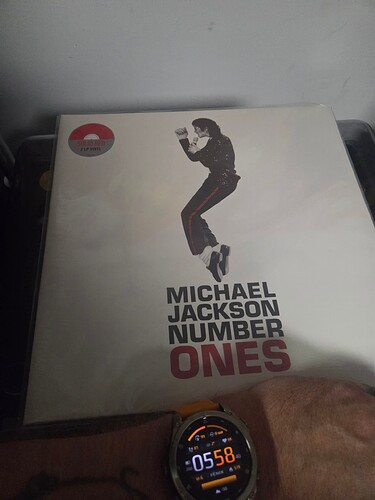 MICHAEL
JACKSON
NUMBER
ONES
05 58